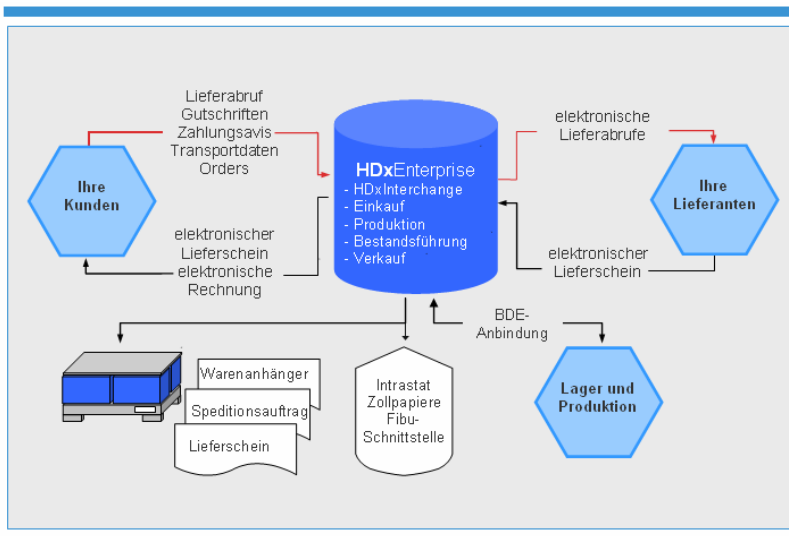 Lieferabruf
Gutschriften
Zahlungsavis
Transportdaten
Orders
Ihre
Kunden
elektronischer
Lieferschein
elektronische
Rechnung
HDxEnterprise
- HDxInterchange
- Einkauf
- Produktion
- Bestandsführung
- Verkauf
elektronische
Lieferabrufe
Ihre
Lieferanten
elektronischer
Lieferschein
BDE-
Anbindung
Warenanhänger
Speditionsauftrag
Lieferschein
Intrastat
Zollpapiere
Fibu-
Schnittstelle
Lager und
Produktion